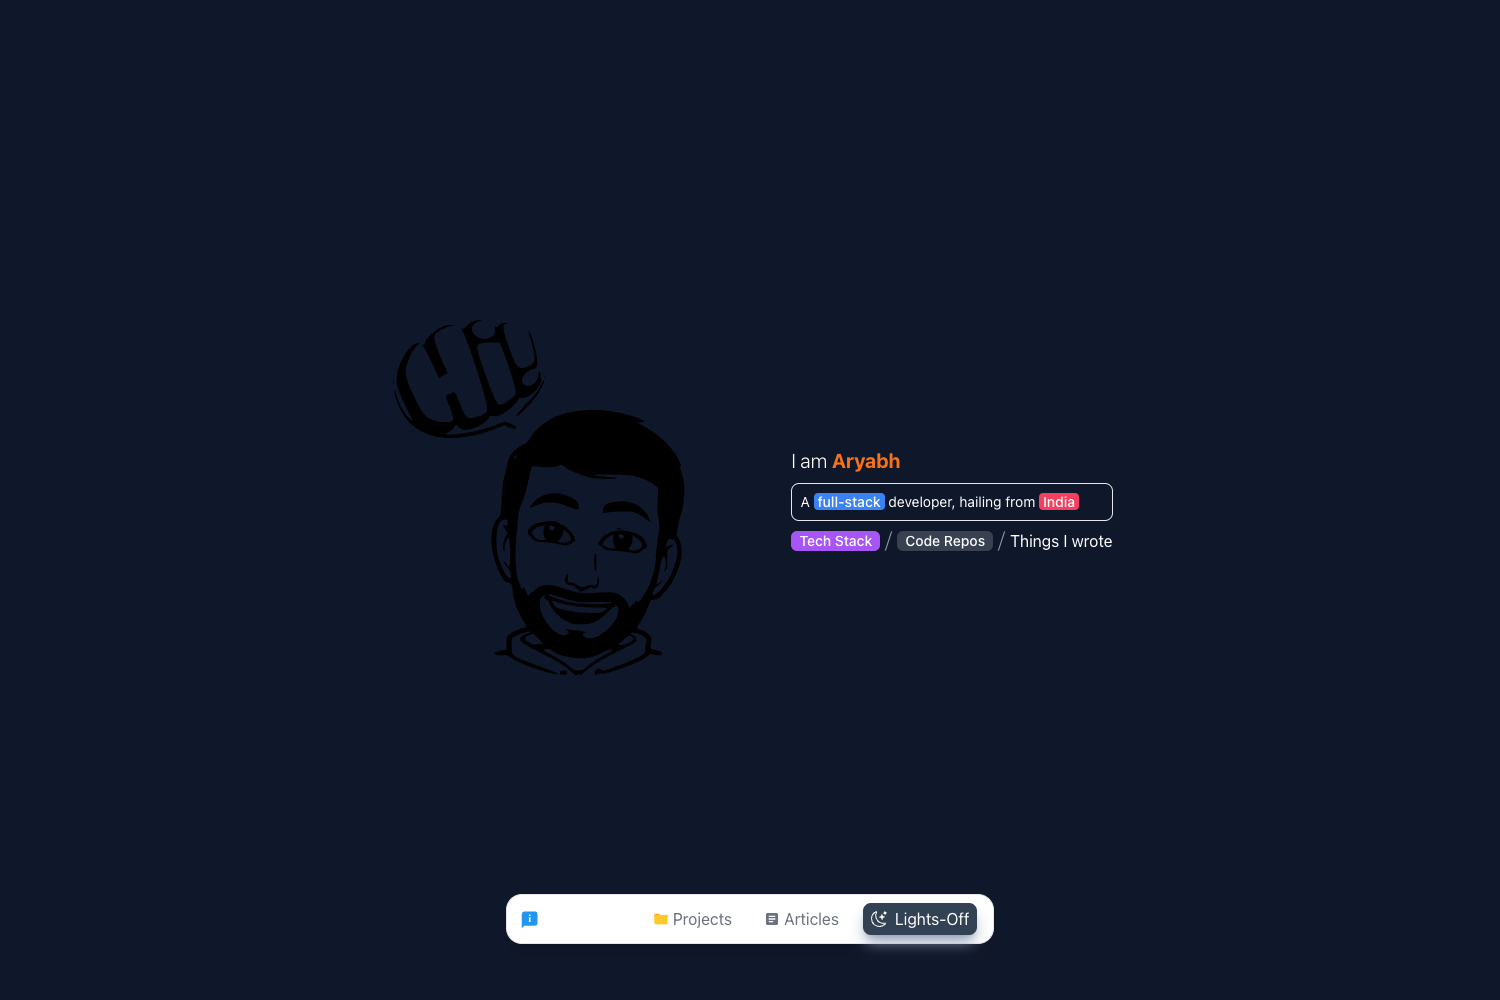 Hi!
I am Aryabh
A full-stack developer, hailing from India
Tech Stack / Code Repos / Things I wrote
Projects Articles Lights-Off